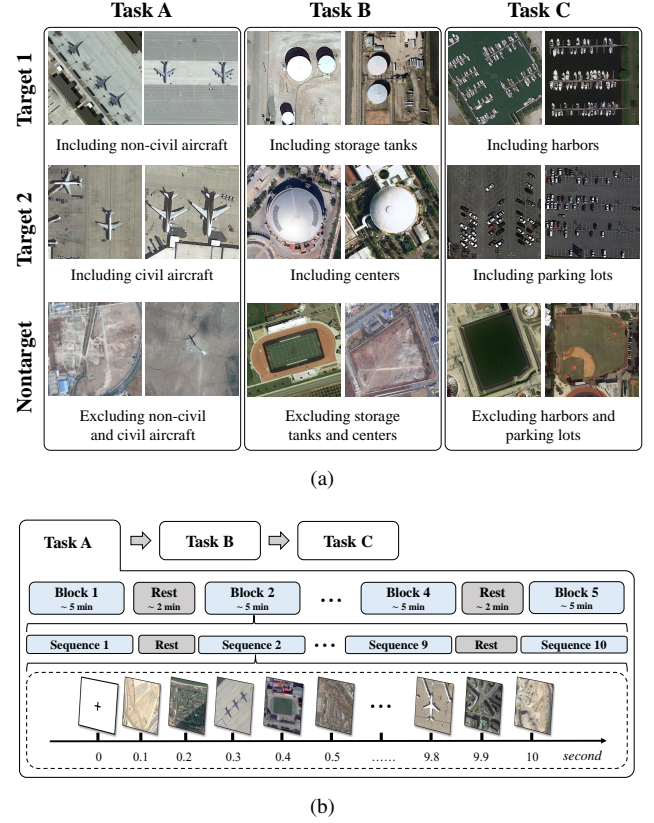 Task A Task B Task C
Target 1
Including non-civil aircraft Including storage tanks Including harbors
Target 2
Including civil aircraft Including centers Including parking lots
Nontarget
Excluding non-civil
and civil aircraft
Excluding storage
tanks and centers
Excluding harbors and
parking lots
(a)
Task A Task B Task C
Block 1 Rest Block 2 ... Block 4 Rest Block 5
~ 5 min ~ 2 min ~ 5 min ~ 5 min ~ 2 min ~ 5 min
Sequence 1 Rest Sequence 2 ... Sequence 9 Rest Sequence 10
...
0 0.1 0.2 0.3 0.4 0.5 ...... 9.8 9.9 10 second
(b)